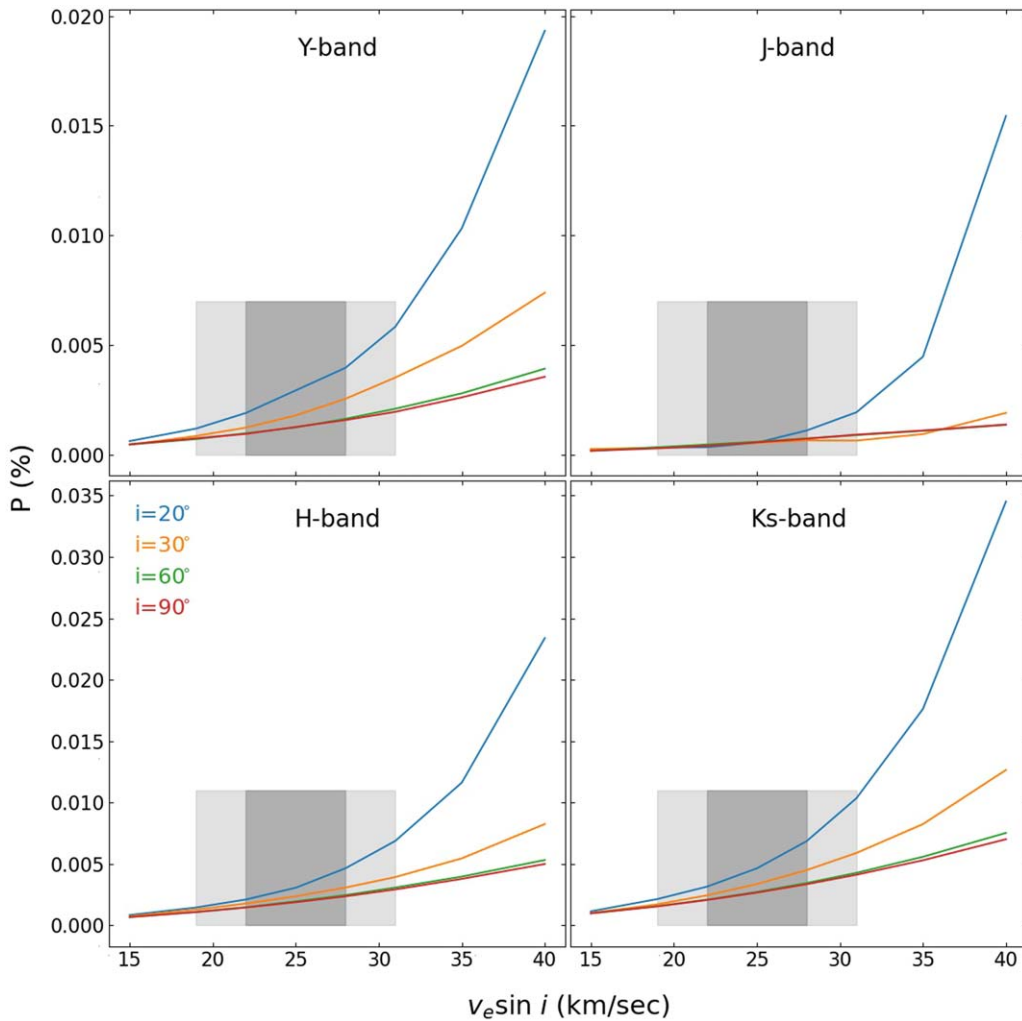 0.020
0.015
0.010
0.005
0.000
Y-band
J-band
P (%)
0.035
0.030
0.025
0.020
0.015
0.010
0.005
0.000
H-band
i=20°
i=30°
i=60°
i=90°
Ks-band
15 20 25 30 35 40
15 20 25 30 35 40
vₑsin i (km/sec)